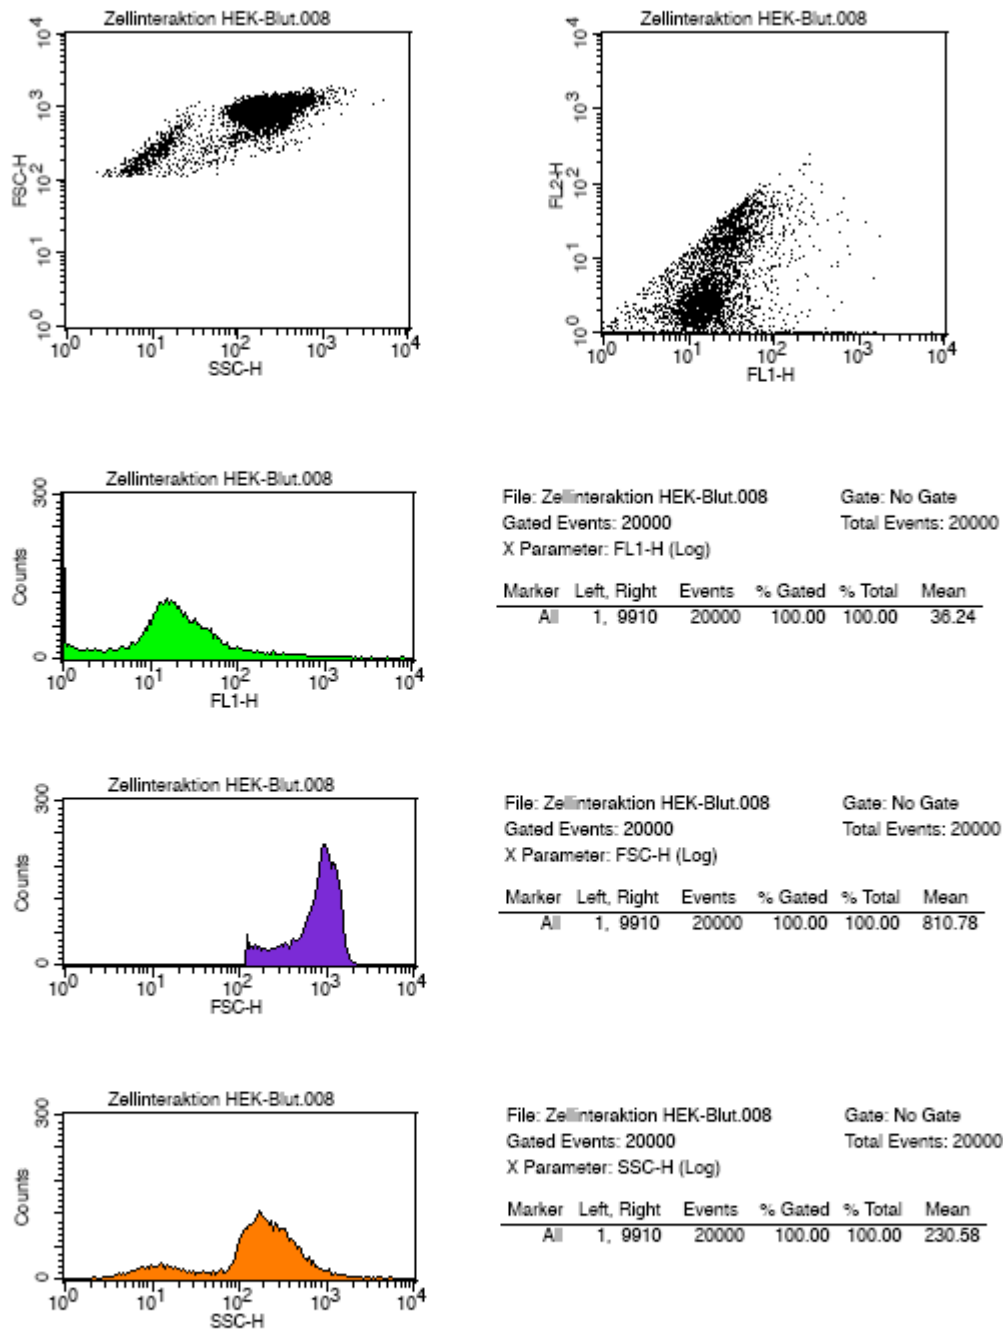 Zellinteraktion HEK-Blut.008
10^4
10^3
10^2
10^1
10^0
FSC-H
10^0 10^1 10^2 10^3 10^4
SSC-H
Zellinteraktion HEK-Blut.008
10^4
10^3
10^2
10^1
10^0
FL2-H
10^0 10^1 10^2 10^3 10^4
FL1-H
Zellinteraktion HEK-Blut.008
300
Counts
0
10^0 10^1 10^2 10^3 10^4
FL1-H
File: Zellinteraktion HEK-Blut.008 Gate: No Gate
Gated Events: 20000 Total Events: 20000
X Parameter: FL1-H (Log)
Marker Left, Right Events % Gated % Total Mean
All 1, 9910 20000 100.00 100.00 36.24
Zellinteraktion HEK-Blut.008
300
Counts
0
10^0 10^1 10^2 10^3 10^4
FSC-H
File: Zellinteraktion HEK-Blut.008 Gate: No Gate
Gated Events: 20000 Total Events: 20000
X Parameter: FSC-H (Log)
Marker Left, Right Events % Gated % Total Mean
All 1, 9910 20000 100.00 100.00 810.78
Zellinteraktion HEK-Blut.008
300
Counts
0
10^0 10^1 10^2 10^3 10^4
SSC-H
File: Zellinteraktion HEK-Blut.008 Gate: No Gate
Gated Events: 20000 Total Events: 20000
X Parameter: SSC-H (Log)
Marker Left, Right Events % Gated % Total Mean
All 1, 9910 20000 100.00 100.00 230.58